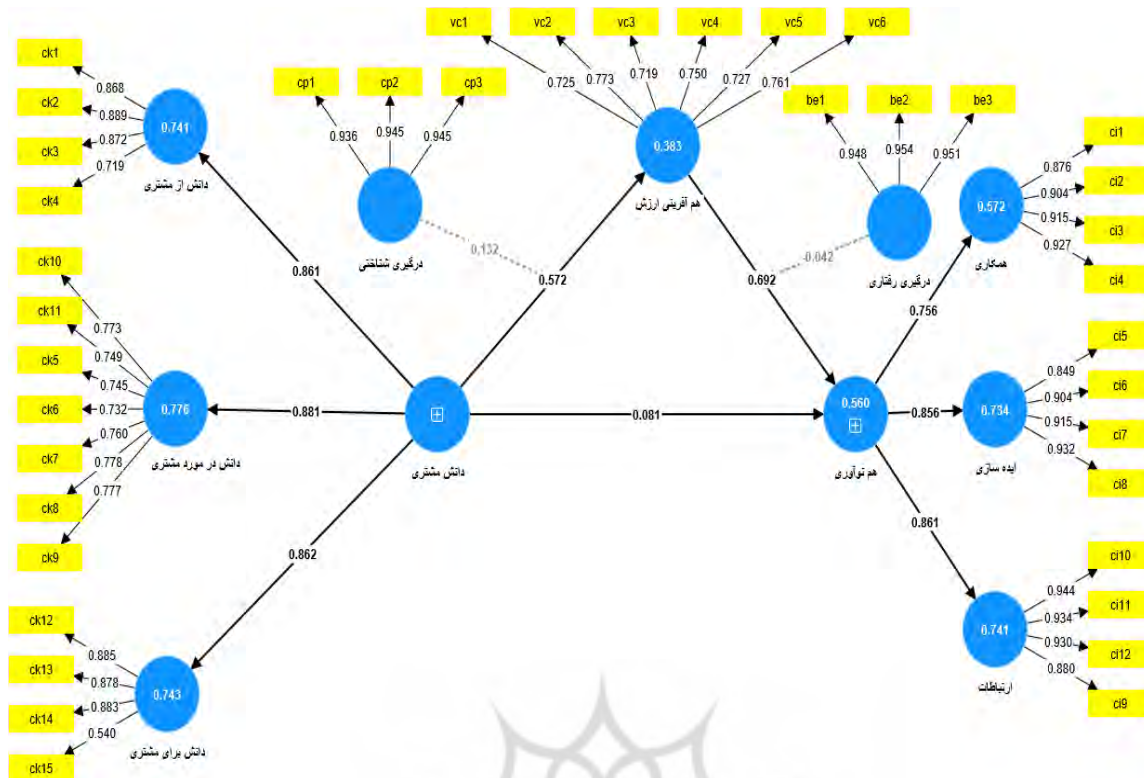 vc1
vc2
vc3
vc4
vc5
vc6
0.725
0.773
0.719
0.750
0.727
0.761
0.383
هم آفرینی ارزش
ck1
ck2
ck3
ck4
0.868
0.889
0.872
0.719
0.741
دانش از مشتری
cp1
cp2
cp3
0.936
0.945
0.945
درگیری شناختی
0.132
be1
be2
be3
0.948
0.954
0.951
درگیری رفتاری
0.042
ci1
ci2
ci3
ci4
0.876
0.904
0.915
0.927
0.572
همکاری
0.861
0.572
0.692
0.756
ck10
ck11
ck5
ck6
ck7
ck8
ck9
0.773
0.749
0.745
0.732
0.760
0.778
0.777
0.776
دانش در مورد مشتری
0.881
دانش مشتری
0.081
0.560
هم نوآوری
0.856
0.734
ایده سازی
ci5
ci6
ci7
ci8
0.849
0.904
0.915
0.932
0.862
0.861
ck12
ck13
ck14
ck15
0.885
0.878
0.883
0.540
0.743
دانش برای مشتری
ci10
ci11
ci12
ci9
0.944
0.934
0.930
0.880
0.741
ارتباطات